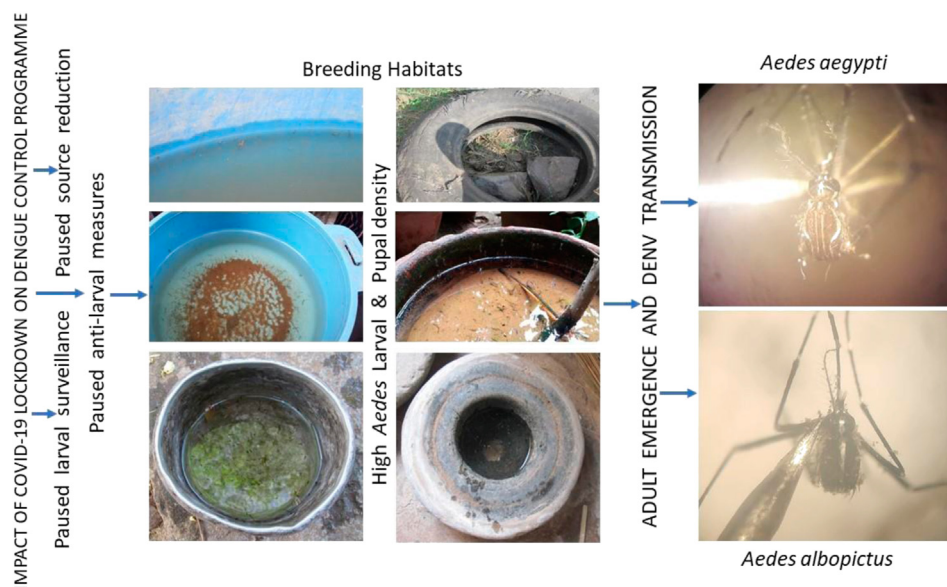 MPACT OF COVID-19 LOCKDOWN ON DENGUE CONTROL PROGRAMME
Paused larval surveillance Paused source reduction
Paused anti-larval measures
Breeding Habitats
High Aedes Larval & Pupal density
ADULT EMERGENCE AND DENV TRANSMISSION
Aedes aegypti
Aedes albopictus